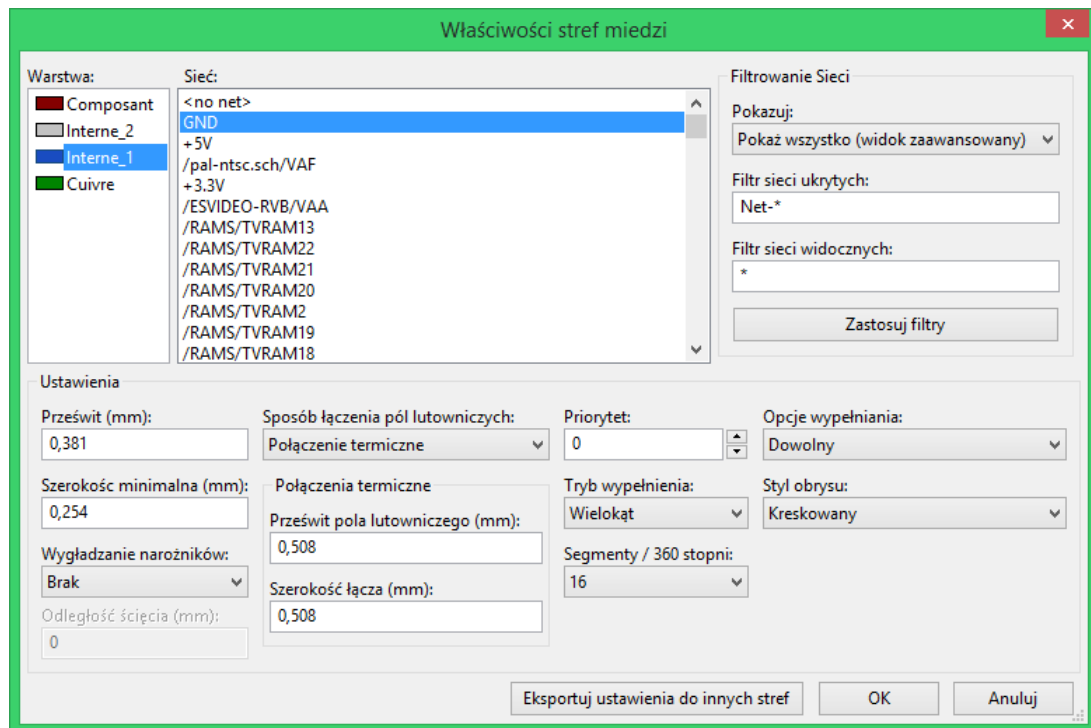 Właściwości stref miedzi
Warstwa:
Composant
Interne_2
Interne_1
Cuivre
Sieć:
<no net>
GND
+5V
/pal-ntsc.sch/VAF
+3.3V
/ESVIDEO-RVB/VAA
/RAMS/TVRAM13
/RAMS/TVRAM22
/RAMS/TVRAM21
/RAMS/TVRAM20
/RAMS/TVRAM2
/RAMS/TVRAM19
/RAMS/TVRAM18
Filtrowanie Sieci
Pokazuj:
Pokaż wszystko (widok zaawansowany)
Filtr sieci ukrytych:
Net-*
Filtr sieci widocznych:
*
Zastosuj filtry
Ustawienia
Prześwit (mm):
0,381
Szerokośc minimalna (mm):
0,254
Wygładzanie narożników:
Brak
Odległość ścięcia (mm):
0
Sposób łączenia pól lutowniczych:
Połączenie termiczne
Połączenia termiczne
Prześwit pola lutowniczego (mm):
0,508
Szerokość łącza (mm):
0,508
Priorytet:
0
Tryb wypełnienia:
Wielokąt
Segmenty / 360 stopni:
16
Opcje wypełniania:
Dowolny
Styl obrysu:
Kreskowany
Eksportuj ustawienia do innych stref
OK
Anuluj